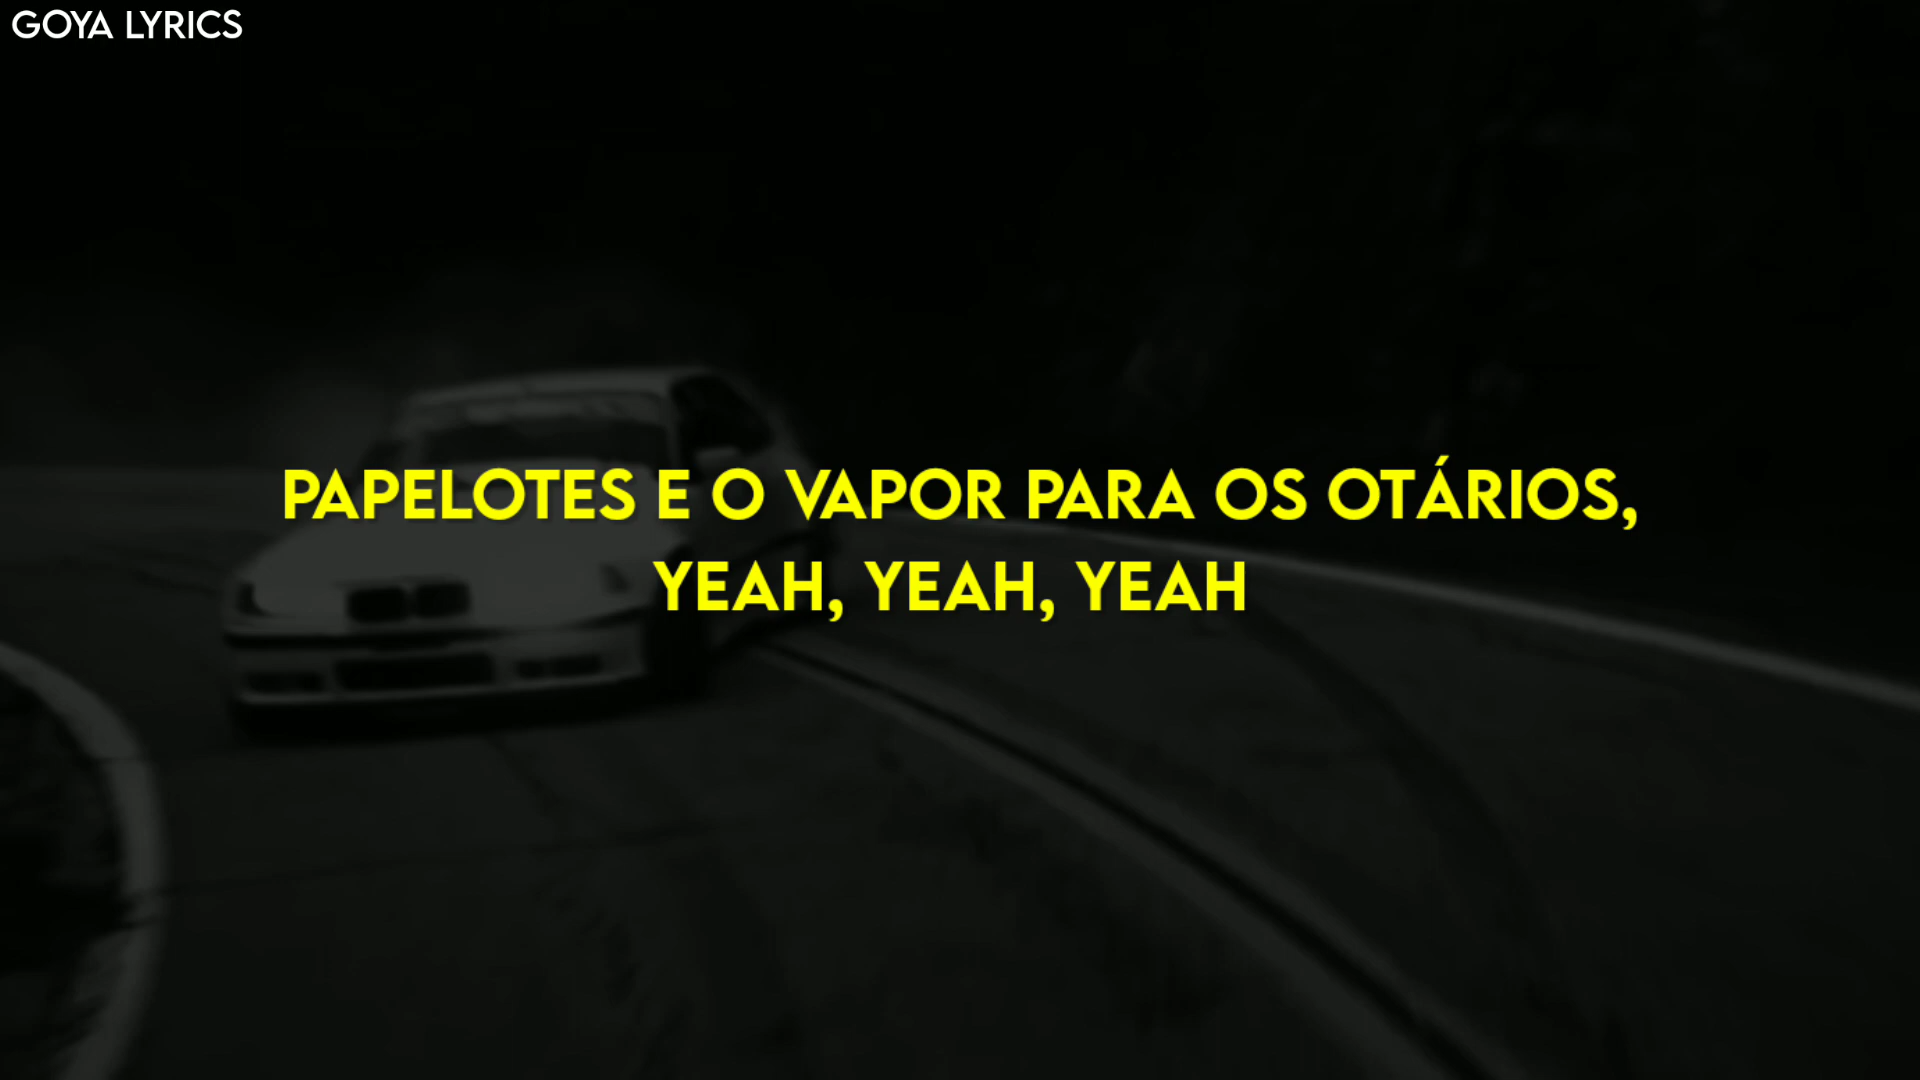 GOYA LYRICS
PAPELOTES E O VAPOR PARA OS OTÁRIOS,
YEAH, YEAH, YEAH